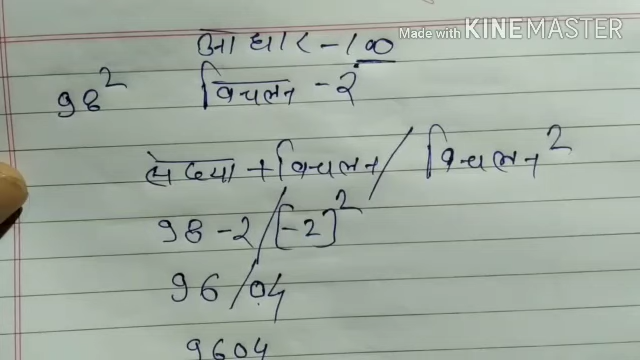 Made with KINEMASTER
आधार - 100
98² विचलन - 2
संख्या + विचलन / विचलन²
98 - 2 / [-2]²
96 / 04
9604